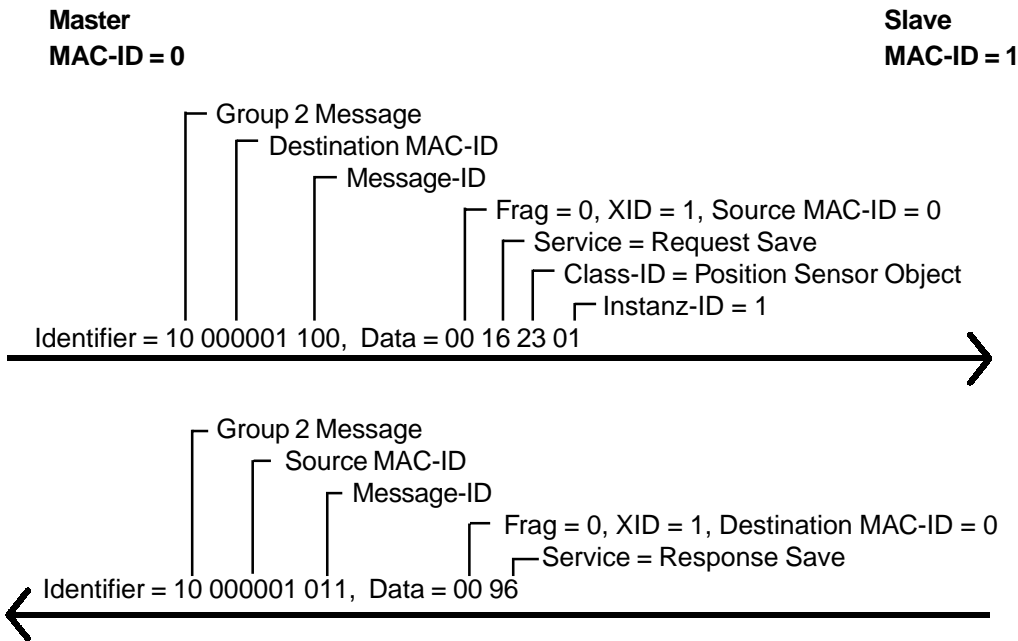 Master
Slave
MAC-ID = 0
MAC-ID = 1
Group 2 Message
Destination MAC-ID
Message-ID
Frag = 0, XID = 1, Source MAC-ID = 0
Service = Request Save
Class-ID = Position Sensor Object
Instanz-ID = 1
Identifier = 10 000001 100, Data = 00 16 23 01
Group 2 Message
Source MAC-ID
Message-ID
Frag = 0, XID = 1, Destination MAC-ID = 0
Service = Response Save
Identifier = 10 000001 011, Data = 00 96